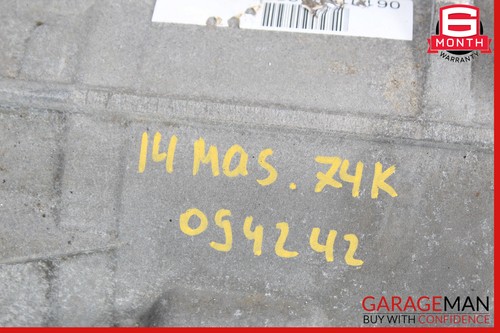 6
MONTH
WARRANTY
14 MAS. 74K
094242
GARAGEMAN
BUY WITH CONFIDENCE